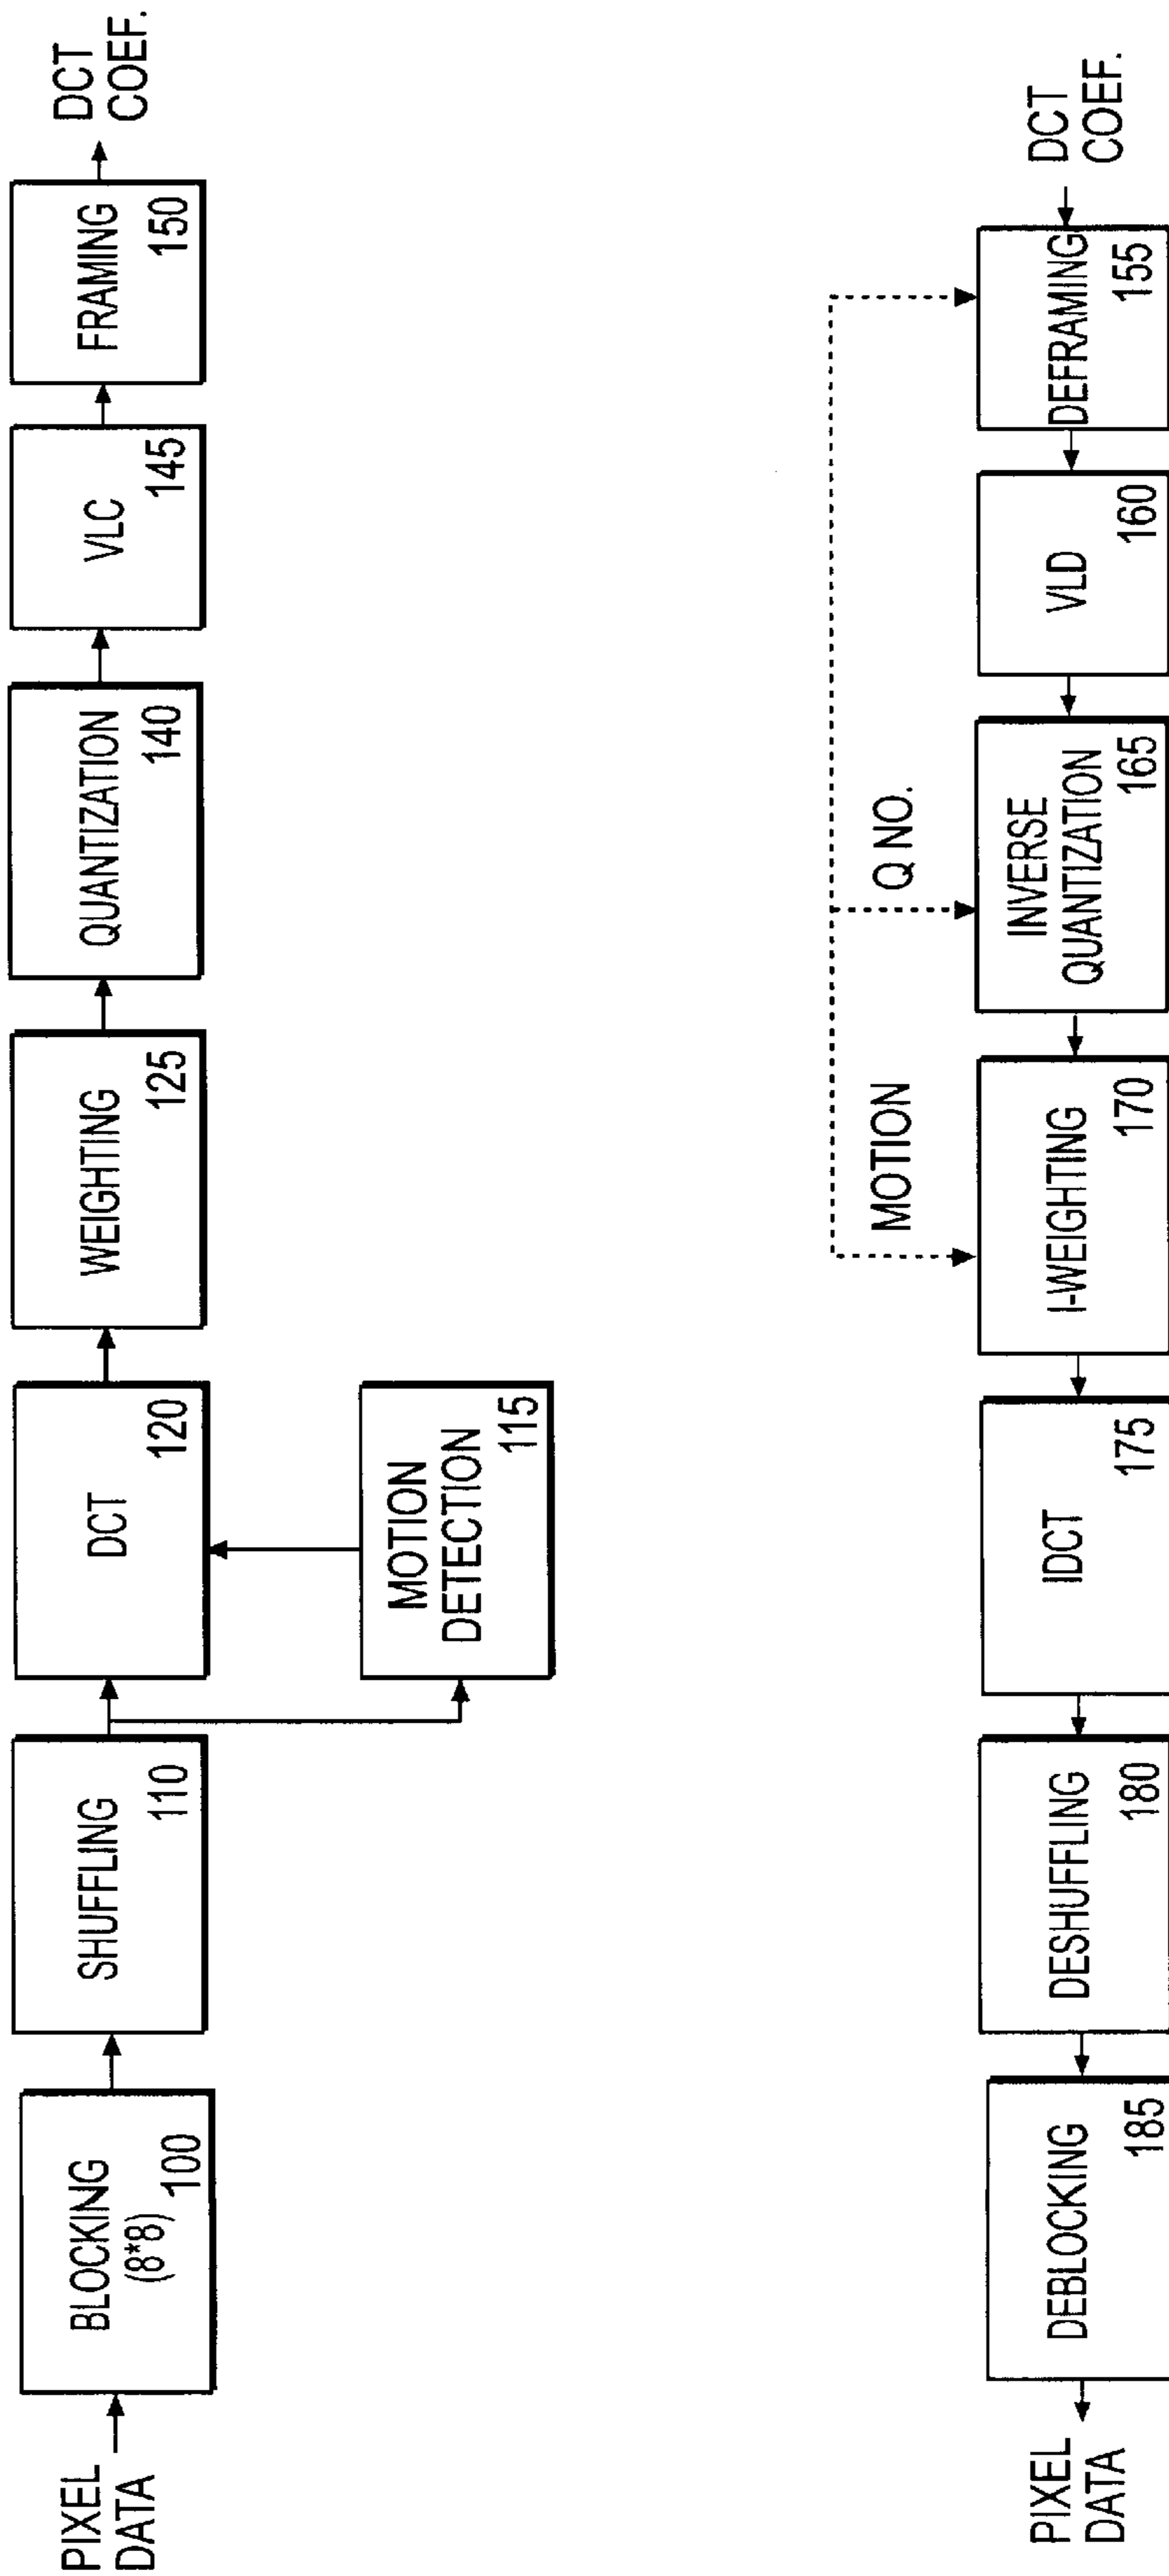 PIXEL
DATA
BLOCKING
(8*8)
100
SHUFFLING
110
DCT
120
MOTION
DETECTION
115
WEIGHTING
125
QUANTIZATION
140
VLC
145
FRAMING
150
DCT
COEF.
PIXEL
DATA
DEBLOCKING
185
DESHUFFLING
180
IDCT
175
I-WEIGHTING
170
MOTION
INVERSE
QUANTIZATION
165
Q NO.
VLD
160
DEFRAMING
155
DCT
COEF.